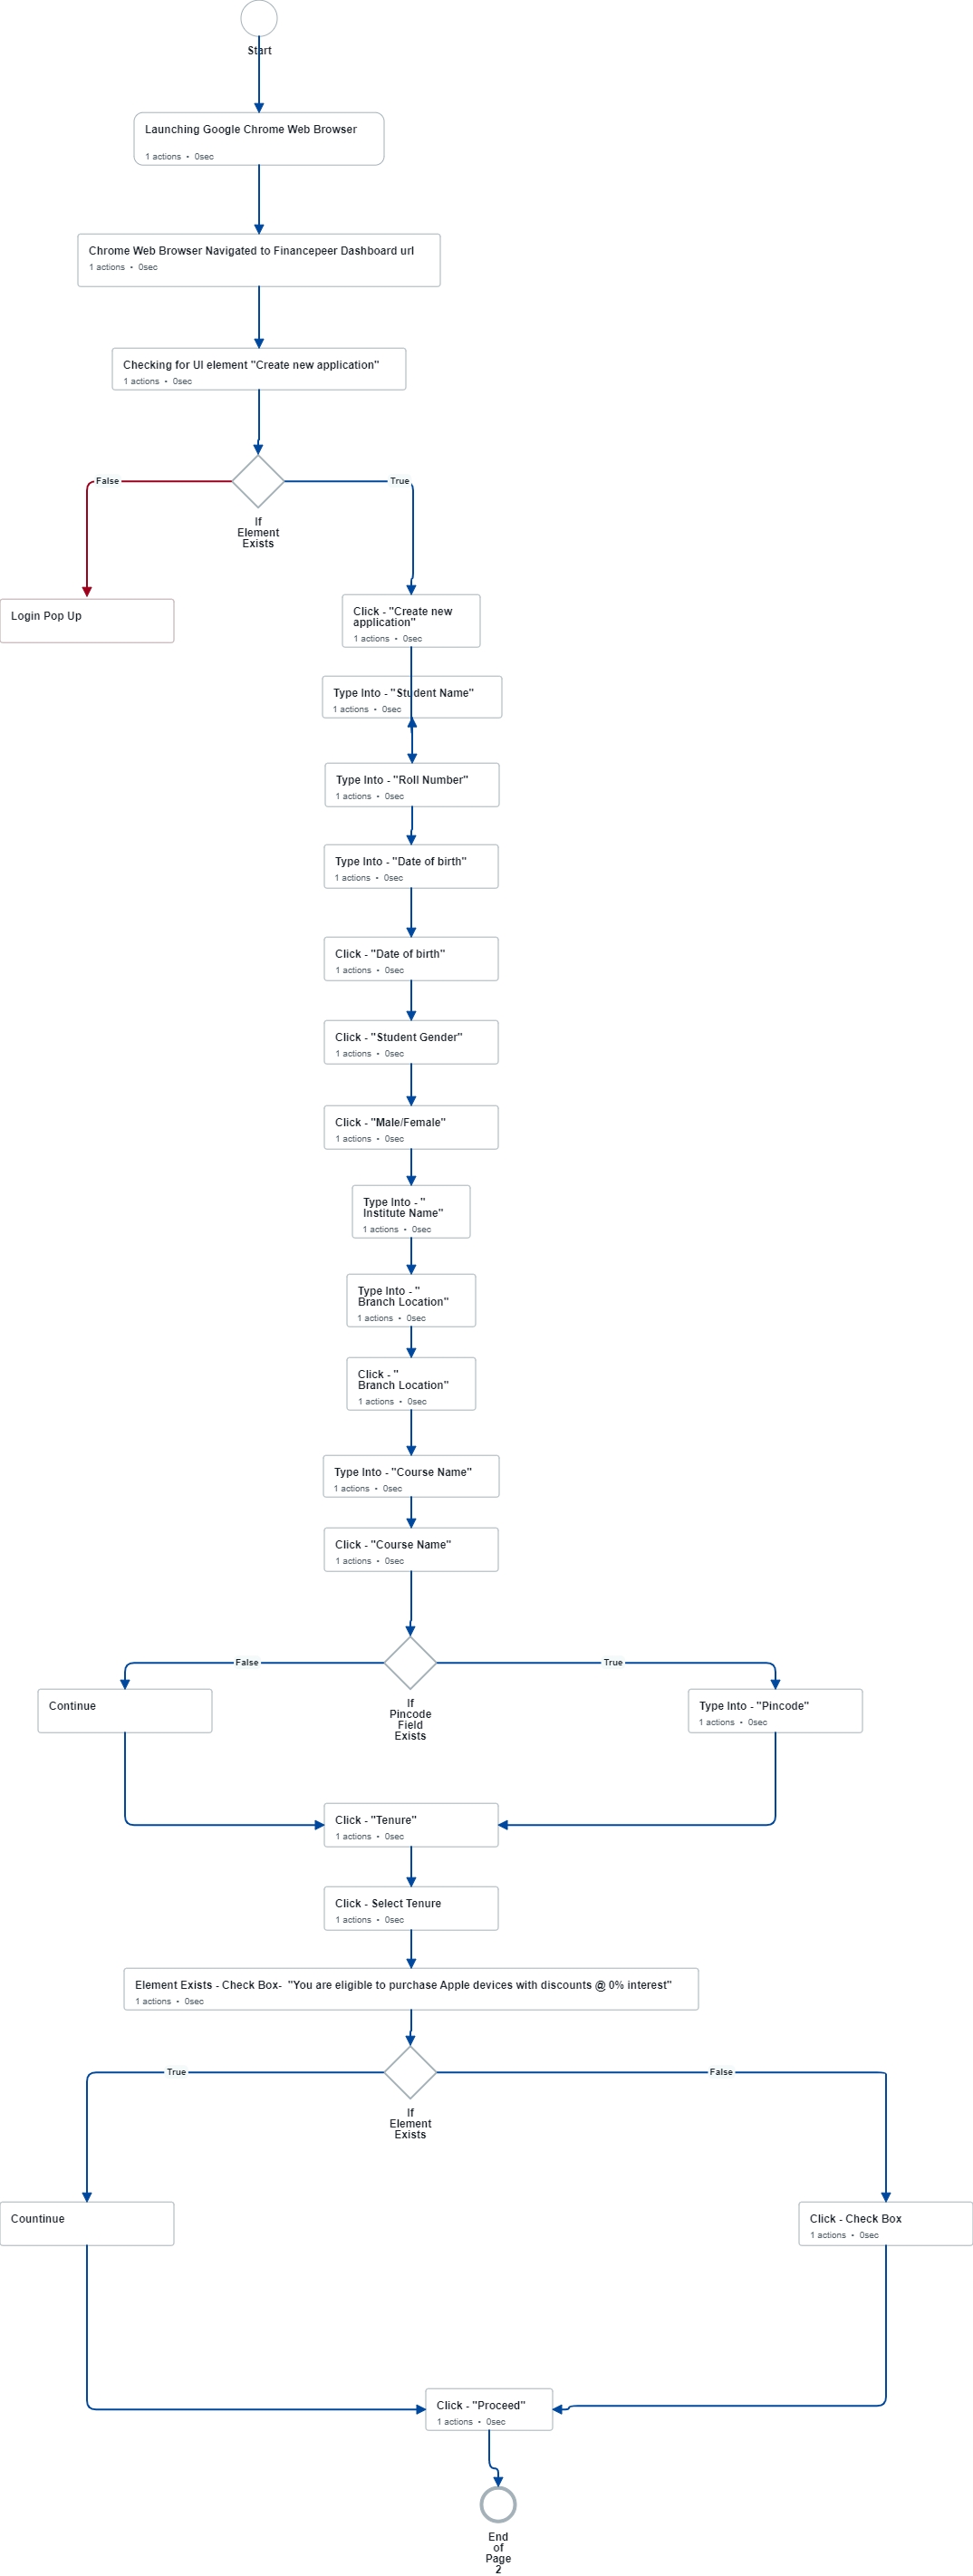 Start
Launching Google Chrome Web Browser
1 actions • 0sec
Chrome Web Browser Navigated to Financepeer Dashboard url
1 actions • 0sec
Checking for UI element "Create new application"
1 actions • 0sec
False
True
If
Element
Exists
Login Pop Up
Click - "Create new
application"
1 actions • 0sec
Type Into - "Student Name"
1 actions • 0sec
Type Into - "Roll Number"
1 actions • 0sec
Type Into - "Date of birth"
1 actions • 0sec
Click - "Date of birth"
1 actions • 0sec
Click - "Student Gender"
1 actions • 0sec
Click - "Male/Female"
1 actions • 0sec
Type Into - "
Institute Name"
1 actions • 0sec
Type Into - "
Branch Location"
1 actions • 0sec
Click - "
Branch Location"
1 actions • 0sec
Type Into - "Course Name"
1 actions • 0sec
Click - "Course Name"
1 actions • 0sec
False
True
If
Pincode
Field
Exists
Continue
Type Into - "Pincode"
1 actions • 0sec
Click - "Tenure"
1 actions • 0sec
Click - Select Tenure
1 actions • 0sec
Element Exists - Check Box-  "You are eligible to purchase Apple devices with discounts @ 0% interest"
1 actions • 0sec
True
False
If
Element
Exists
Countinue
Click - Check Box
1 actions • 0sec
Click - "Proceed"
1 actions • 0sec
End
of
Page
2